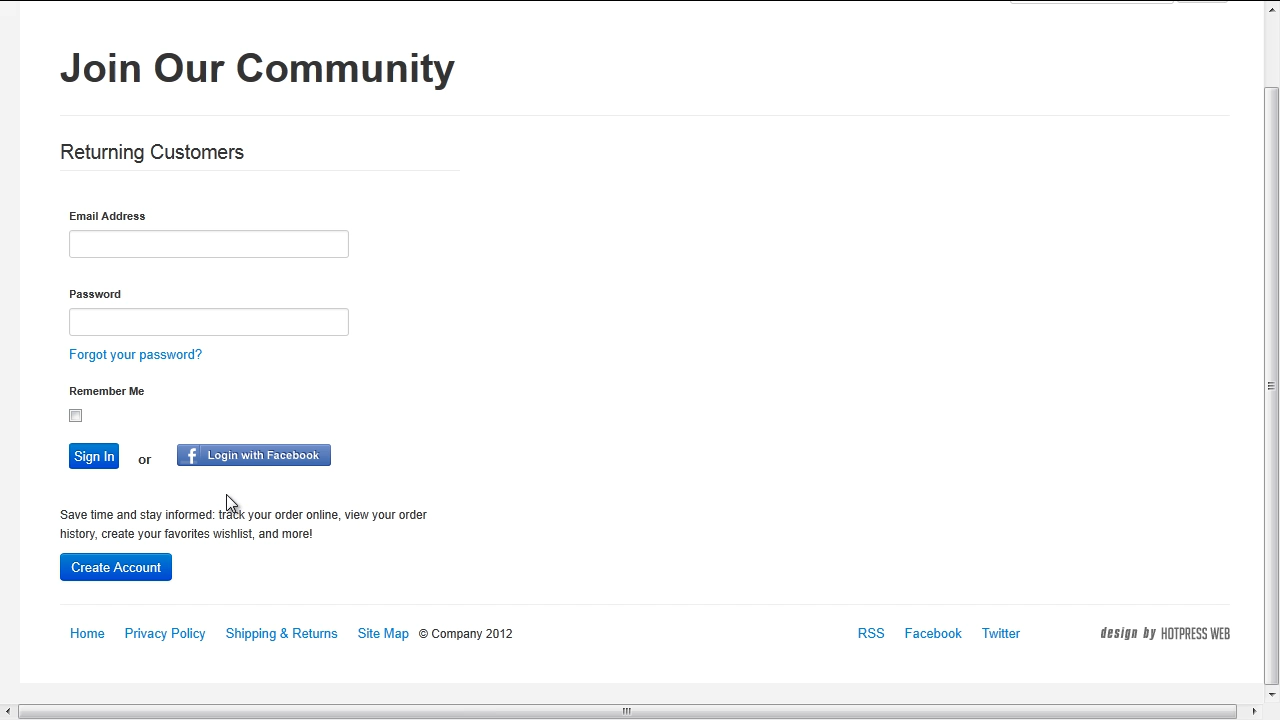 Join Our Community
Returning Customers
Email Address
Password
Forgot your password?
Remember Me
Sign In or Login with Facebook
Save time and stay informed: track your order online, view your order
history, create your favorites wishlist, and more!
Create Account
Home Privacy Policy Shipping & Returns Site Map © Company 2012 RSS Facebook Twitter design by HOTPRESS WEB